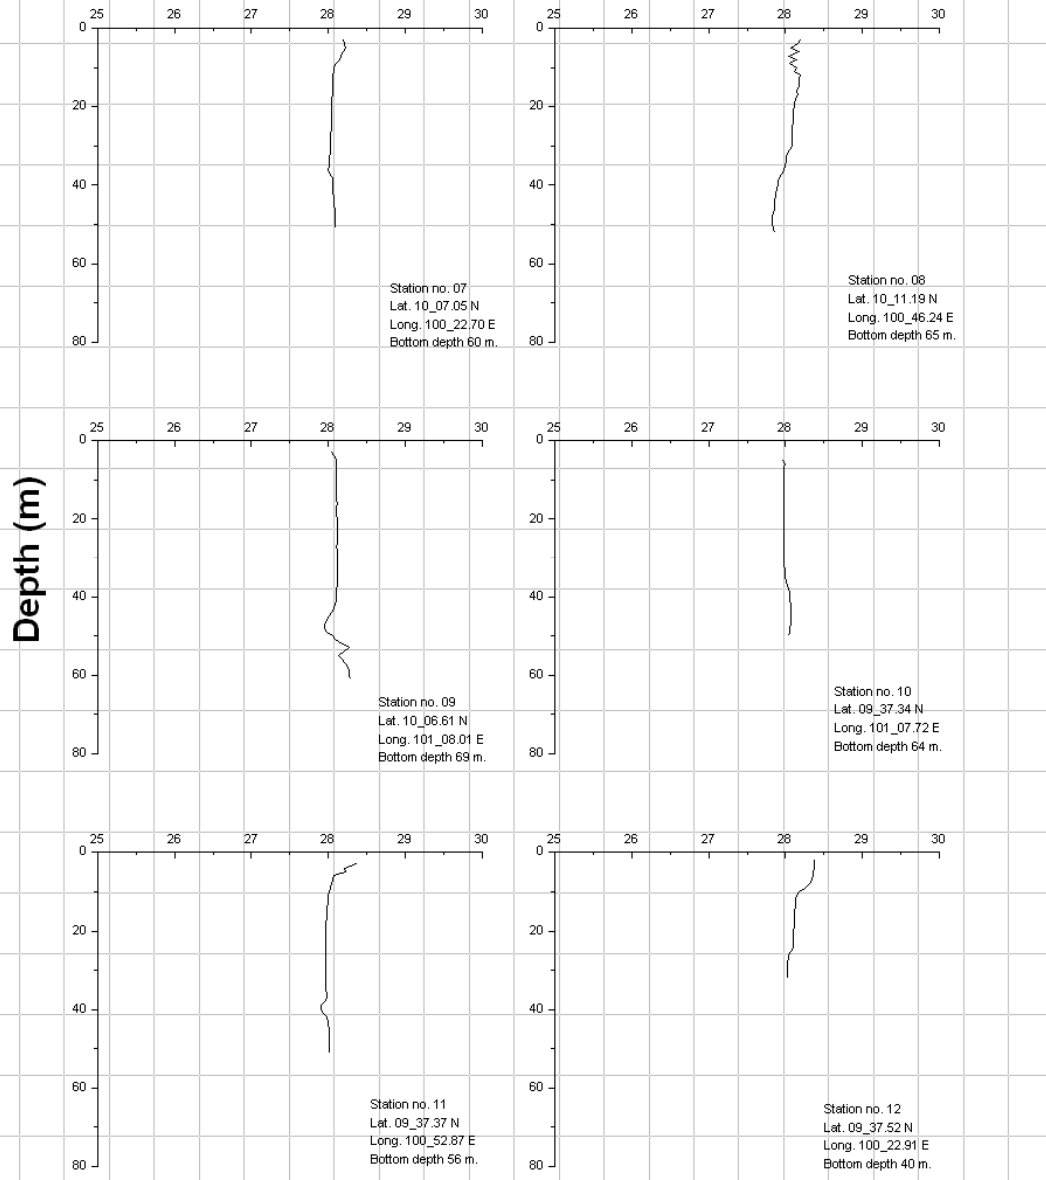 25 26 27 28 29 30
0
20
40
60
80
Station no. 07
Lat. 10_07.05 N
Long. 100_22.70 E
Bottom depth 60 m.
25 26 27 28 29 30
0
20
40
60
80
Station no. 08
Lat. 10_11.19 N
Long. 100_46.24 E
Bottom depth 65 m.
Depth (m)
25 26 27 28 29 30
0
20
40
60
80
Station no. 09
Lat. 10_06.61 N
Long. 101_08.01 E
Bottom depth 69 m.
25 26 27 28 29 30
0
20
40
60
80
Station no. 10
Lat. 09_37.34 N
Long. 101_07.72 E
Bottom depth 64 m.
25 26 27 28 29 30
0
20
40
60
80
Station no. 11
Lat. 09_37.37 N
Long. 100_52.87 E
Bottom depth 56 m.
25 26 27 28 29 30
0
20
40
60
80
Station no. 12
Lat. 09_37.52 N
Long. 100_22.91 E
Bottom depth 40 m.